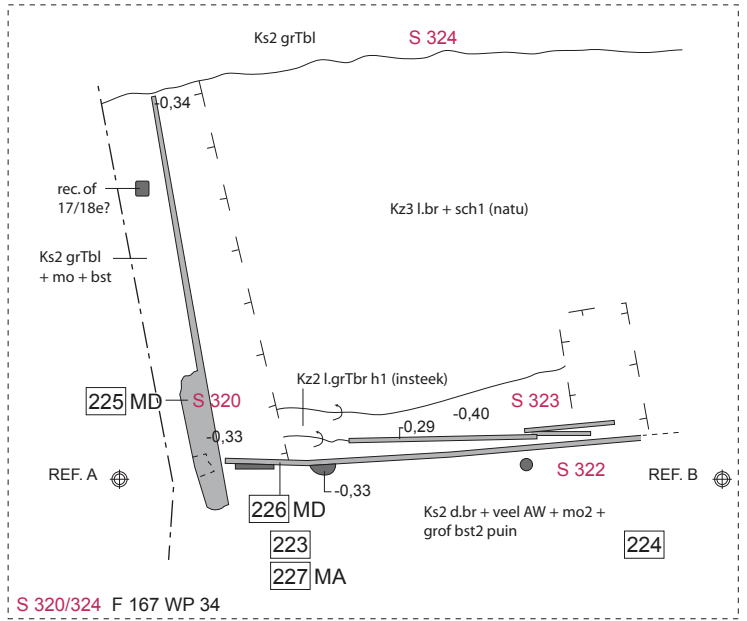 Ks2 grTbl
S 324
-0,34
rec. of
17/18e?
Kz3 l.br + sch1 (natu)
Ks2 grTbl
+ mo + bst
Kz2 l.grTbr h1 (insteek)
225 MD
S 320
S 323
-0,40
-0,29
-0,33
REF. A
S 322
REF. B
-0,33
226 MD
Ks2 d.br + veel AW + mo2 +
grof bst2 puin
223
224
227 MA
S 320/324 F 167 WP 34